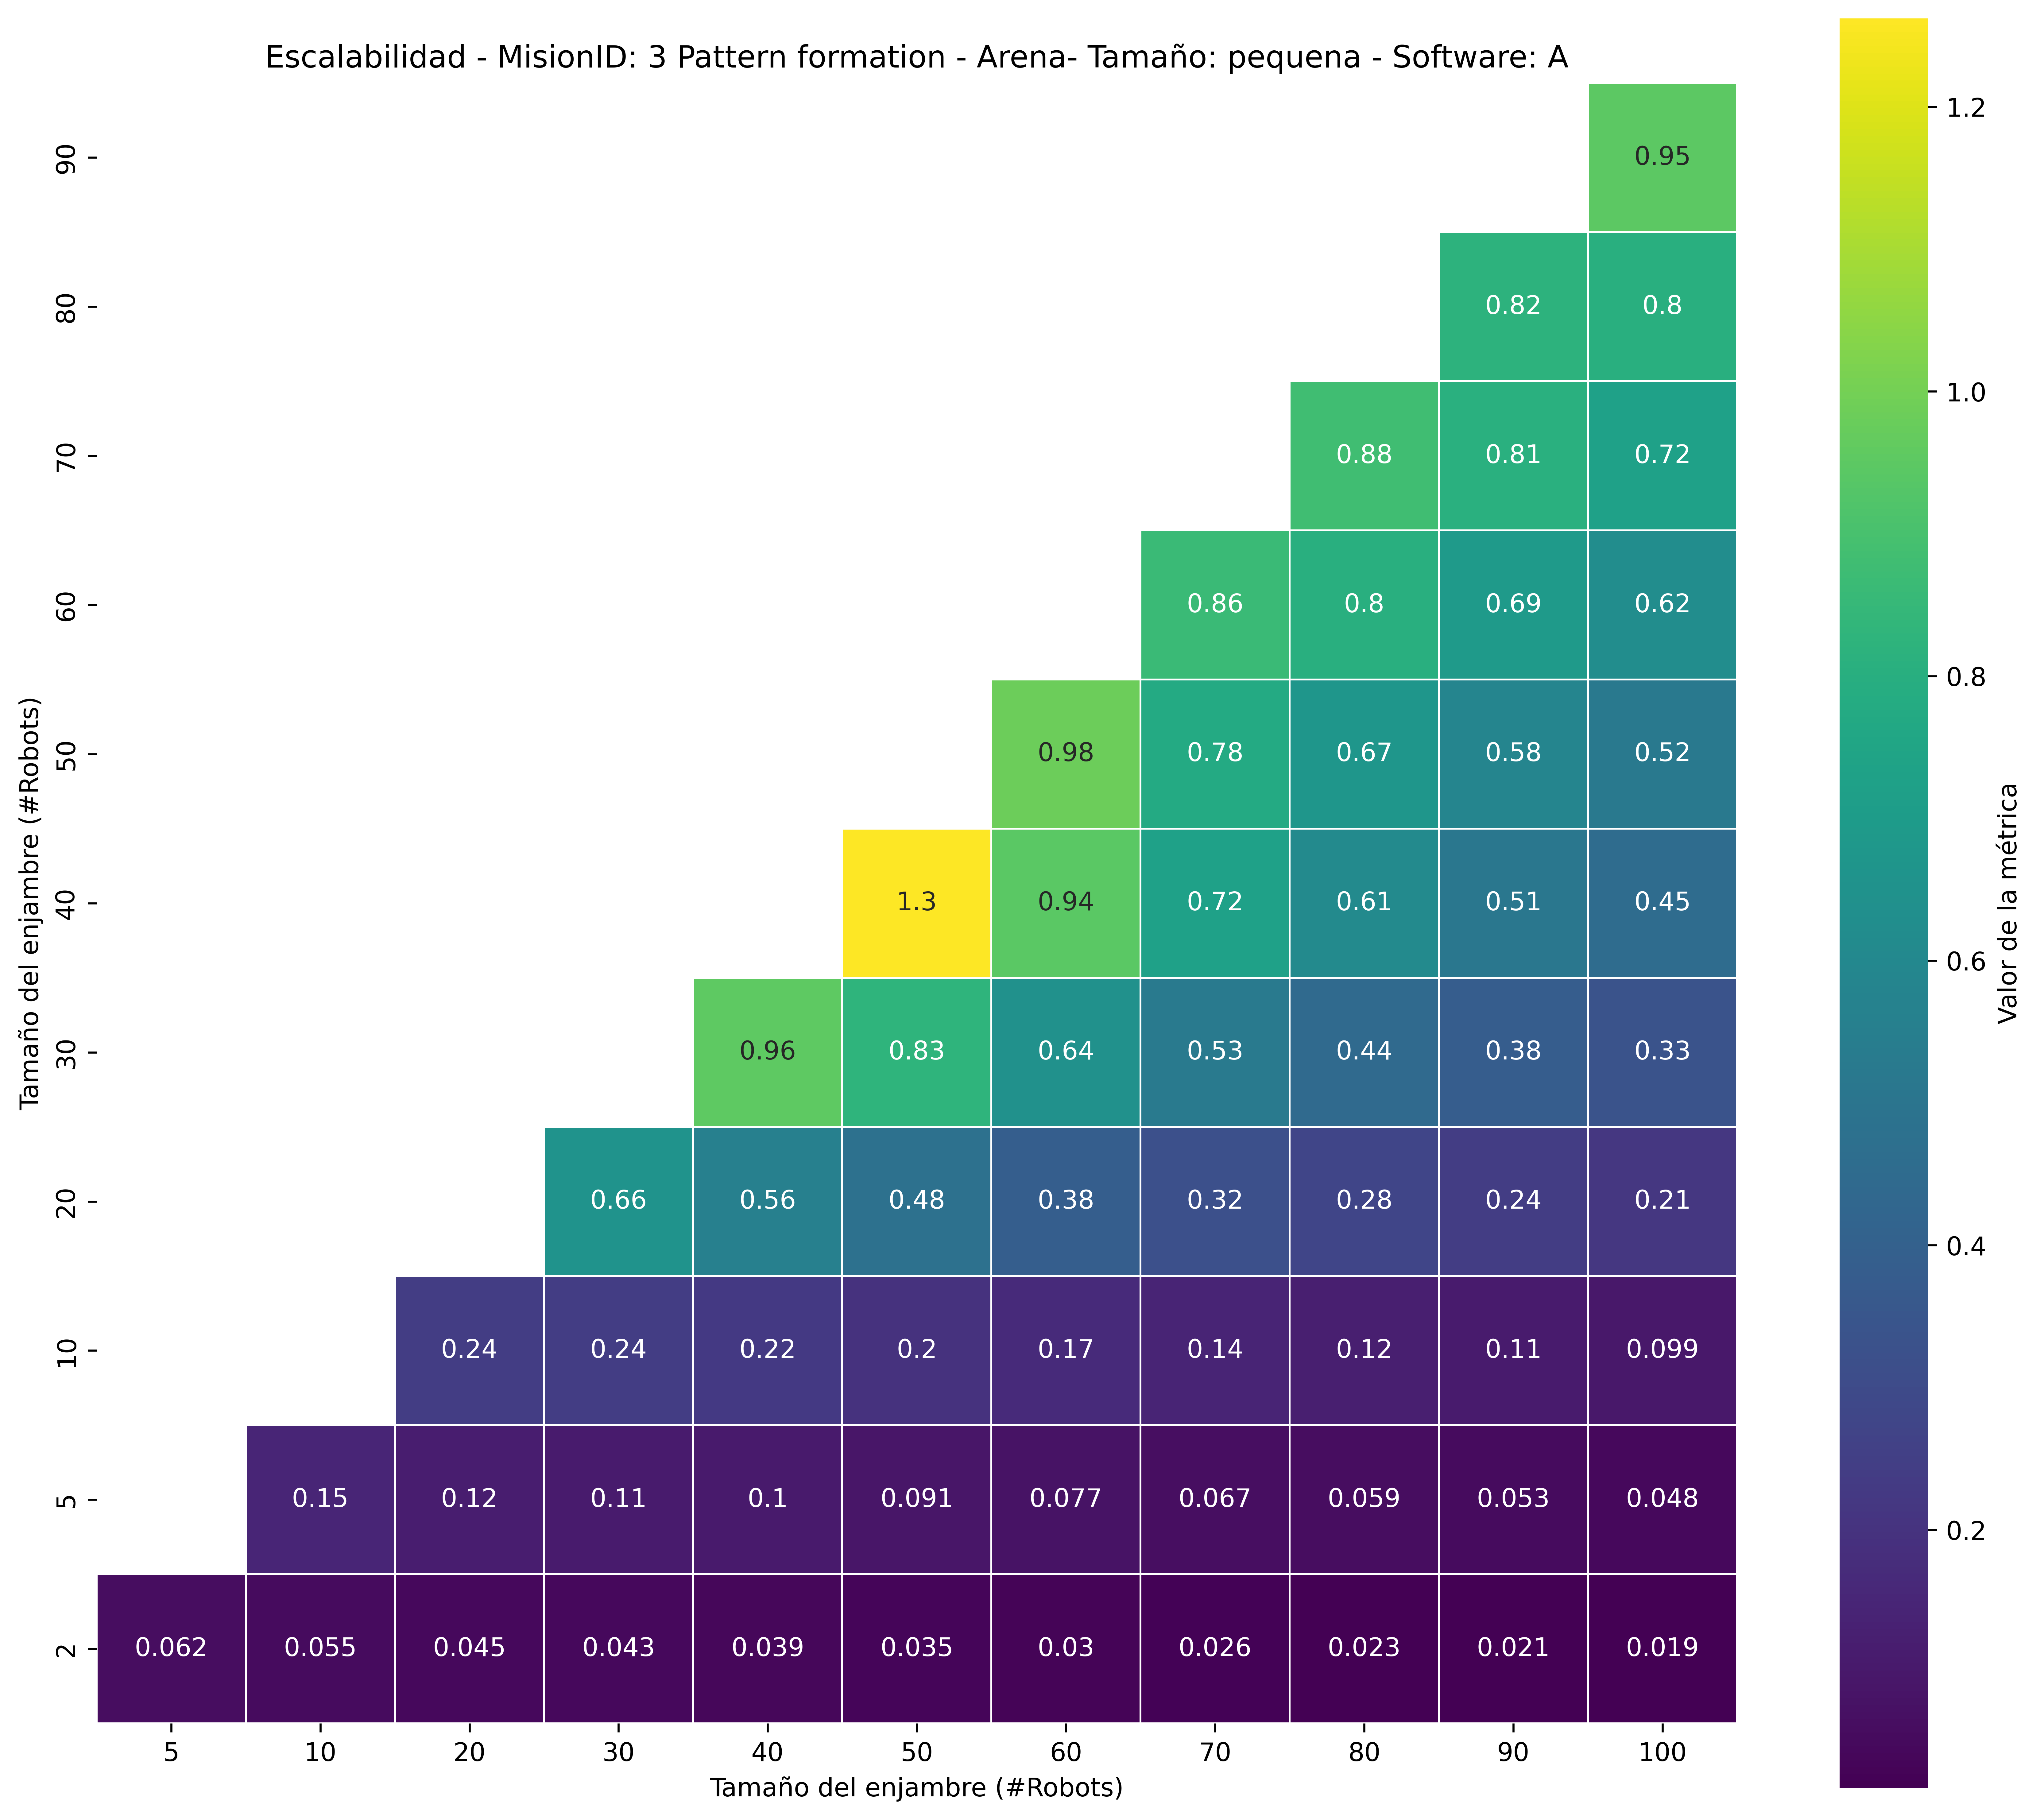 Escalabilidad - MisionID: 3 Pattern formation - Arena- Tamaño: pequena - Software: A
90 0.95
80 0.82 0.8
70 0.88 0.81 0.72
60 0.86 0.8 0.69 0.62
50 0.98 0.78 0.67 0.58 0.52
40 1.3 0.94 0.72 0.61 0.51 0.45
30 0.96 0.83 0.64 0.53 0.44 0.38 0.33
20 0.66 0.56 0.48 0.38 0.32 0.28 0.24 0.21
10 0.24 0.24 0.22 0.2 0.17 0.14 0.12 0.11 0.099
5 0.15 0.12 0.11 0.1 0.091 0.077 0.067 0.059 0.053 0.048
2 0.062 0.055 0.045 0.043 0.039 0.035 0.03 0.026 0.023 0.021 0.019
5 10 20 30 40 50 60 70 80 90 100
Tamaño del enjambre (#Robots)
Tamaño del enjambre (#Robots)
1.2
1.0
0.8
0.6
0.4
0.2
Valor de la métrica